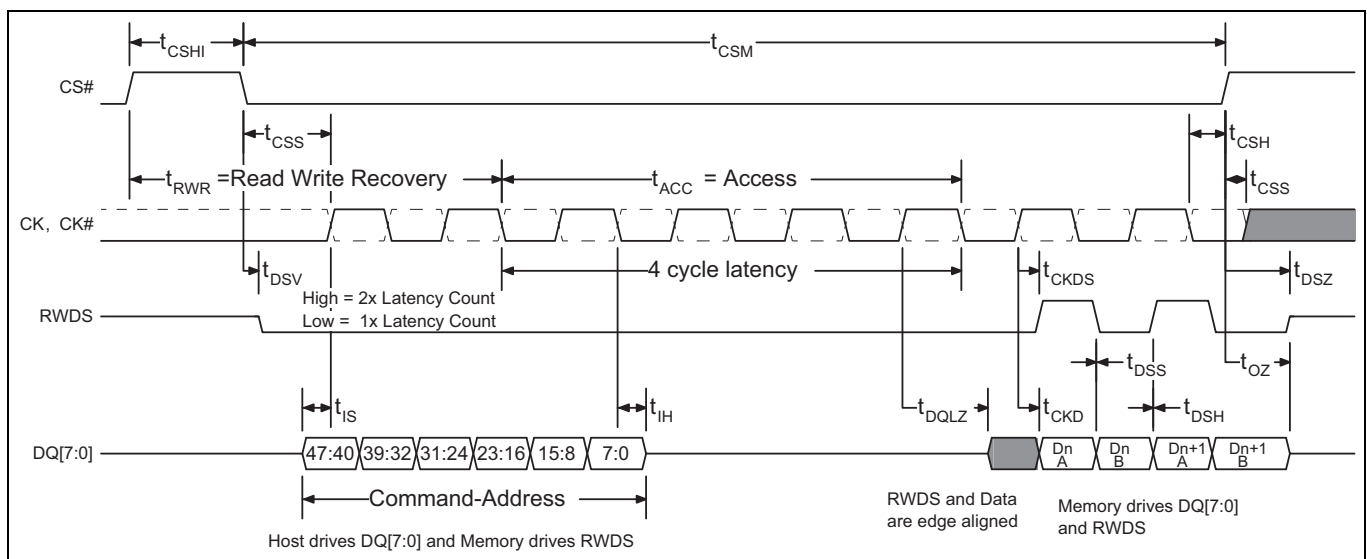 tCSHI
tCSM
CS#
tCSS
tCSH
tRWR =Read Write Recovery
tACC = Access
tCSS
CK, CK#
tDSV
4 cycle latency
tCKDS
tDSZ
High = 2x Latency Count
Low = 1x Latency Count
RWDS
tDSS
tOZ
tIS
tIH
tDQLZ
tCKD
tDSH
DQ[7:0]
47:40 39:32 31:24 23:16 15:8 7:0
Dn A
Dn B
Dn+1 A
Dn+1 B
Command-Address
RWDS and Data
are edge aligned
Memory drives DQ[7:0]
and RWDS
Host drives DQ[7:0] and Memory drives RWDS